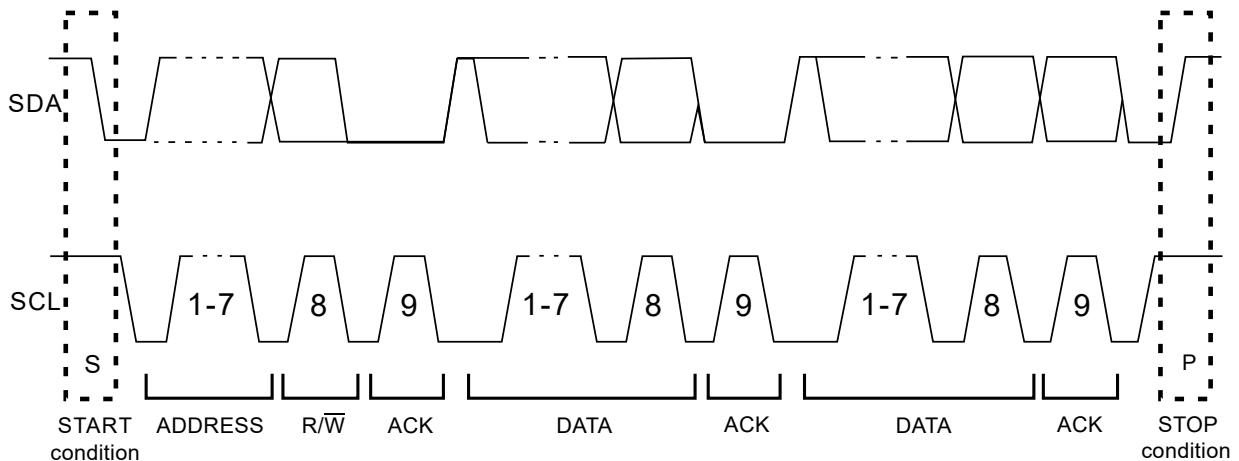 SDA
SCL
1-7
8
9
1-7
8
9
1-7
8
9
S
P
START
condition
ADDRESS
R/W̅
ACK
DATA
ACK
DATA
ACK
STOP
condition